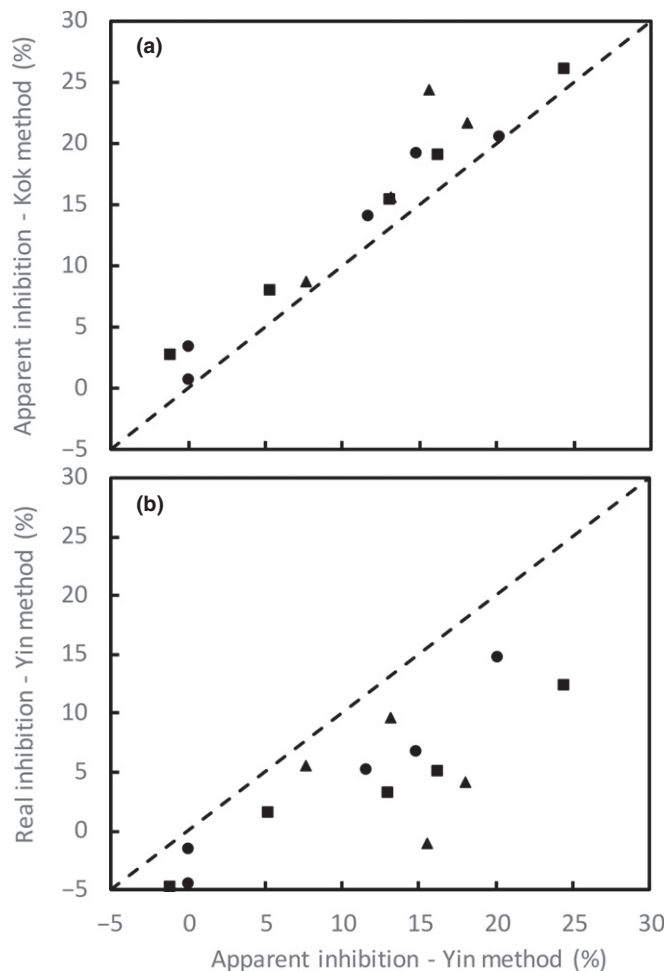 30
(a)
25
20
15
10
5
0
–5
Apparent inhibition - Kok method (%)
30
(b)
25
20
15
10
5
0
–5
Real inhibition - Yin method (%)
–5 0 5 10 15 20 25 30
Apparent inhibition - Yin method (%)